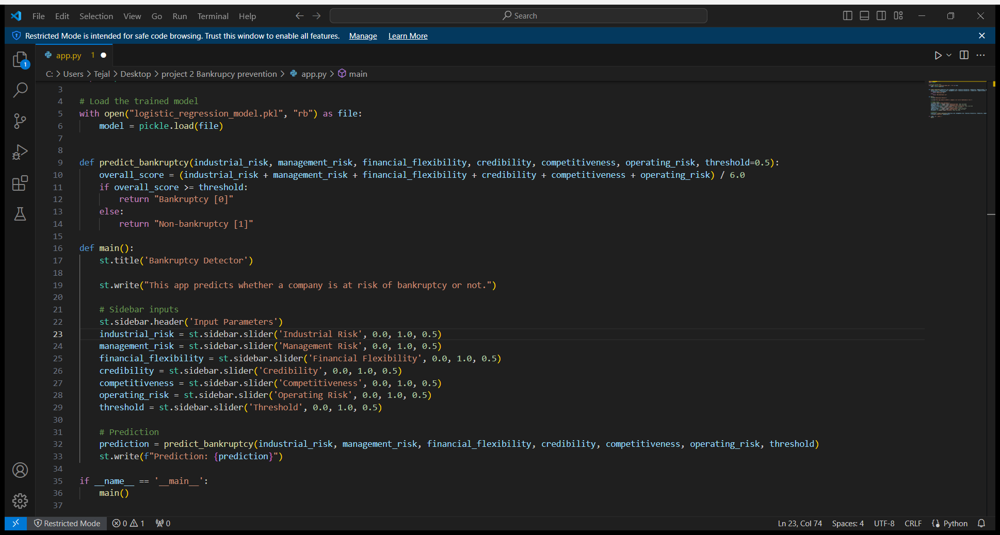 File Edit Selection View Go Run Terminal Help
Search
Restricted Mode is intended for safe code browsing. Trust this window to enable all features. Manage Learn More
1
app.py 1
C: > Users > Tejal > Desktop > project 2 Bankrupcy prevention > app.py > main
3
4 # Load the trained model
5 with open("logistic_regression_model.pkl", "rb") as file:
6     model = pickle.load(file)
7
8
9 def predict_bankruptcy(industrial_risk, management_risk, financial_flexibility, credibility, competitiveness, operating_risk, threshold=0.5):
10     overall_score = (industrial_risk + management_risk + financial_flexibility + credibility + competitiveness + operating_risk) / 6.0
11     if overall_score >= threshold:
12         return "Bankruptcy [0]"
13     else:
14         return "Non-bankruptcy [1]"
15
16 def main():
17     st.title('Bankruptcy Detector')
18
19     st.write("This app predicts whether a company is at risk of bankruptcy or not.")
20
21     # Sidebar inputs
22     st.sidebar.header('Input Parameters')
23     industrial_risk = st.sidebar.slider('Industrial Risk', 0.0, 1.0, 0.5)
24     management_risk = st.sidebar.slider('Management Risk', 0.0, 1.0, 0.5)
25     financial_flexibility = st.sidebar.slider('Financial Flexibility', 0.0, 1.0, 0.5)
26     credibility = st.sidebar.slider('Credibility', 0.0, 1.0, 0.5)
27     competitiveness = st.sidebar.slider('Competitiveness', 0.0, 1.0, 0.5)
28     operating_risk = st.sidebar.slider('Operating Risk', 0.0, 1.0, 0.5)
29     threshold = st.sidebar.slider('Threshold', 0.0, 1.0, 0.5)
30
31     # Prediction
32     prediction = predict_bankruptcy(industrial_risk, management_risk, financial_flexibility, credibility, competitiveness, operating_risk, threshold)
33     st.write(f"Prediction: {prediction}")
34
35 if __name__ == '__main__':
36     main()
37
Restricted Mode 0 1 0 Ln 23, Col 74 Spaces: 4 UTF-8 CRLF Python